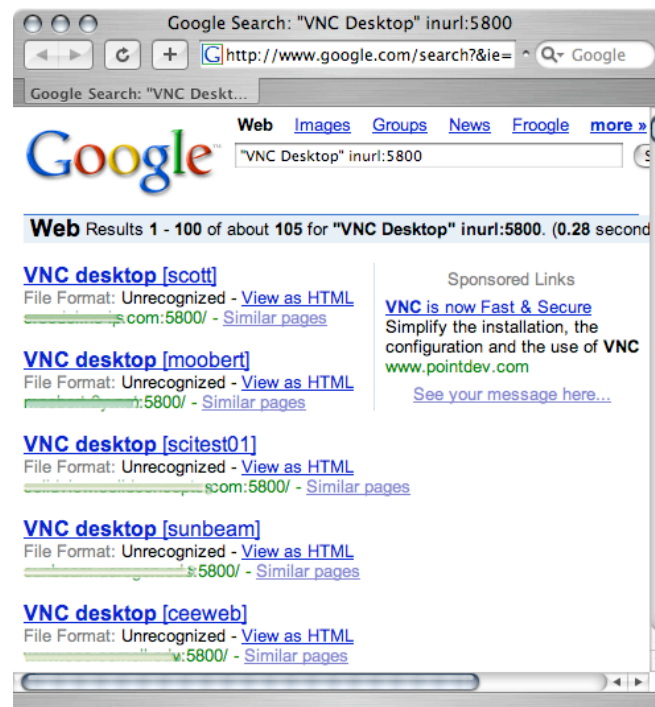 Google Search: "VNC Desktop" inurl:5800
G http://www.google.com/search?&ie=
Q Google
Google Search: "VNC Deskt...
Web Images Groups News Froogle more »
Google™
"VNC Desktop" inurl:5800
Web Results 1 - 100 of about 105 for "VNC Desktop" inurl:5800. (0.28 second
VNC desktop [scott]
File Format: Unrecognized - View as HTML
.com:5800/ - Similar pages
VNC desktop [moobert]
File Format: Unrecognized - View as HTML
:5800/ - Similar pages
VNC desktop [scitest01]
File Format: Unrecognized - View as HTML
com:5800/ - Similar pages
VNC desktop [sunbeam]
File Format: Unrecognized - View as HTML
:5800/ - Similar pages
VNC desktop [ceeweb]
File Format: Unrecognized - View as HTML
:5800/ - Similar pages
Sponsored Links
VNC is now Fast & Secure
Simplify the installation, the
configuration and the use of VNC
www.pointdev.com
See your message here...